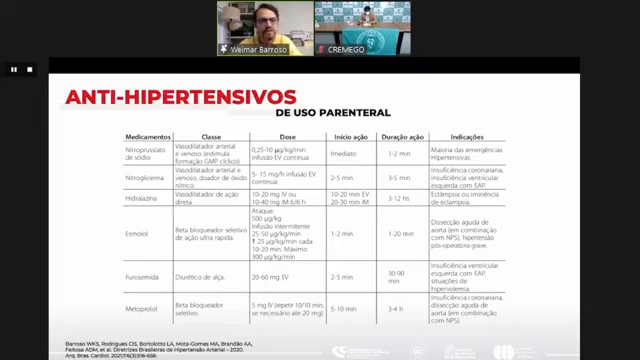 Weimar Barroso
CREMEGO
ANTI-HIPERTENSIVOS
DE USO PARENTERAL
Medicamentos Classe Dose Início ação Duração ação Indicações
Nitroprussiato de sódio
Vasodilatador arterial e venoso (estimula formação GMP cíclico)
0,25-10 µg/kg/min infusão EV contínua
Imediato
1-2 min
Maioria das emergências Hipertensivas
Nitroglicerina
Vasodilatador arterial e venoso, doador de óxido nítrico.
5- 15 mg/h infusão EV continua
2-5 min
3-5 min
Insuficiência coronariana, insuficiência ventricular esquerda com EAP.
Hidralazina
Vasodilatador de ação direta.
10-20 mg IV ou 10-40 mg IM 6/6 h
10-20 min EV 20-30 min IM
3-12 hs
Eclâmpsia ou iminência de eclampsia.
Esmolol
Beta bloqueador seletivo de ação ultra rapida.
Ataque: 500 µg/kg Infusão intermitente 25-50 µg/kg/min ↑ 25 µg/kg/min cada 10-20 min. Máximo 300 µg/kg/min
1-2 min
1-20 min
Dissecção aguda de aorta (em combinação com NPS), hipertensão pós-operatória grave.
Furosemida
Diurético de alça.
20-60 mg EV
2-5 min
30-90 min
Insuficiência ventricular esquerda com EAP, situações de hipervolemia.
Metoprolol
Beta bloqueador seletivo.
5 mg IV (repetir 10/10 min, se necessário ate 20 mg)
5-10 min
3-4 h
Insuficiência coronariana, dissecção aguda de aorta (em combinação com NPS).
Barroso WKS, Rodrigues CIS, Bortolotto LA, Mota-Gomes MA, Brandão AA,
Feitosa ADM, et al. Diretrizes Brasileiras de Hipertensão Arterial – 2020.
Arq. Bras. Cardiol. 2021;116(3):516-658.